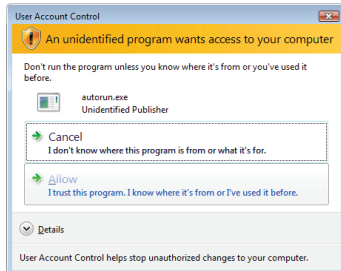 User Account Control
An unidentified program wants access to your computer
Don't run the program unless you know where it's from or you've used it
before.
autorun.exe
Unidentified Publisher
Cancel
I don't know where this program is from or what it's for.
Allow
I trust this program. I know where it's from or I've used it before.
Details
User Account Control helps stop unauthorized changes to your computer.